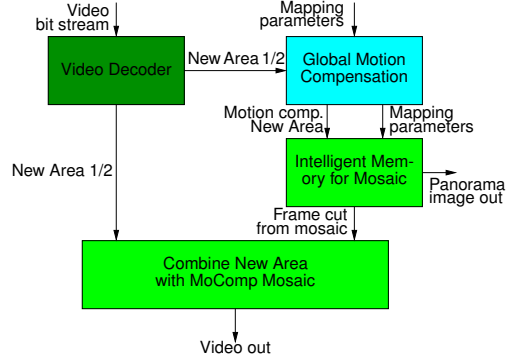 Video
bit stream
Mapping
parameters
Video Decoder
New Area 1/2
Global Motion
Compensation
Motion comp.
New Area
Mapping
parameters
New Area 1/2
Intelligent Mem-
ory for Mosaic
Panorama
image out
Frame cut
from mosaic
Combine New Area
with MoComp Mosaic
Video out